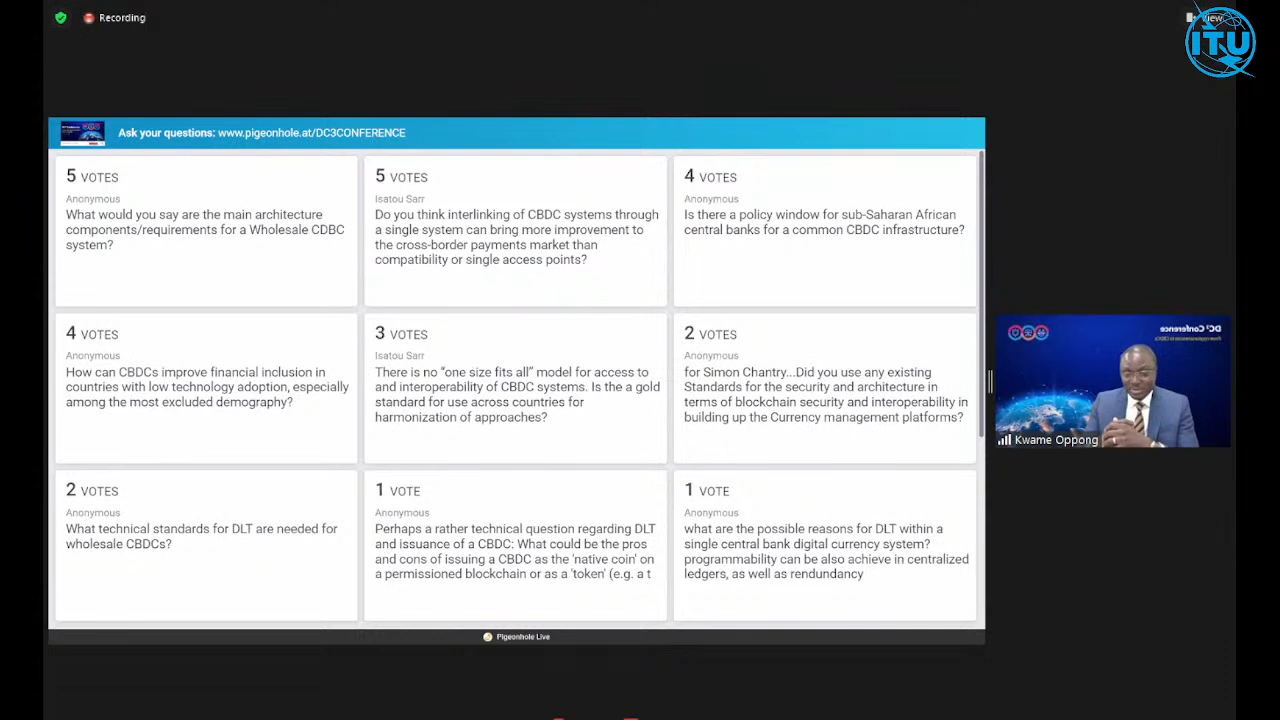 Recording
View
ITU
Ask your questions: www.pigeonhole.at/DC3CONFERENCE
5 VOTES
Anonymous
What would you say are the main architecture
components/requirements for a Wholesale CDBC
system?
5 VOTES
Isatou Sarr
Do you think interlinking of CBDC systems through
a single system can bring more improvement to
the cross-border payments market than
compatibility or single access points?
4 VOTES
Anonymous
Is there a policy window for sub-Saharan African
central banks for a common CBDC infrastructure?
4 VOTES
Anonymous
How can CBDCs improve financial inclusion in
countries with low technology adoption, especially
among the most excluded demography?
3 VOTES
Isatou Sarr
There is no “one size fits all” model for access to
and interoperability of CBDC systems. Is the a gold
standard for use across countries for
harmonization of approaches?
2 VOTES
Anonymous
for Simon Chantry...Did you use any existing
Standards for the security and architecture in
terms of blockchain security and interoperability in
building up the Currency management platforms?
2 VOTES
Anonymous
What technical standards for DLT are needed for
wholesale CBDCs?
1 VOTE
Anonymous
Perhaps a rather technical question regarding DLT
and issuance of a CBDC: What could be the pros
and cons of issuing a CBDC as the 'native coin' on
a permissioned blockchain or as a 'token' (e.g. a t
1 VOTE
Anonymous
what are the possible reasons for DLT within a
single central bank digital currency system?
programmability can be also achieve in centralized
ledgers, as well as rendundancy
DC³ Conference
From cryptocurrencies to CBDCs
Kwame Oppong
Pigeonhole Live